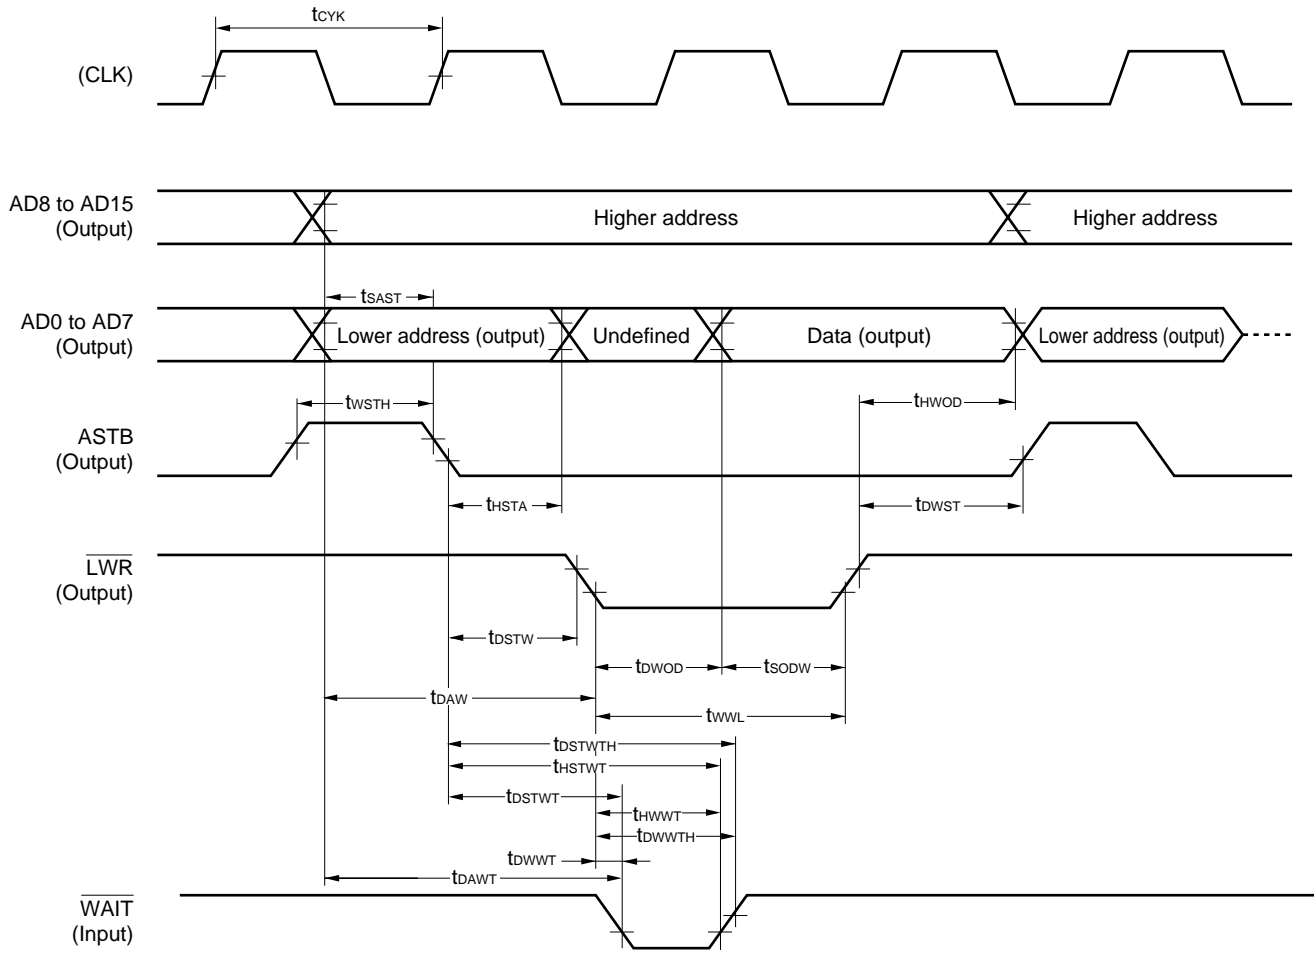 tCYK
(CLK)
AD8 to AD15
(Output)
Higher address
Higher address
tSAST
AD0 to AD7
(Output)
Lower address (output)
Undefined
Data (output)
Lower address (output)
tWSTH
tHWOD
ASTB
(Output)
tHSTA
tDWST
LWR
(Output)
tDSTW
tDWOD
tSODW
tDAW
tWWL
tDSTWTH
tHSTWT
tDSTWT
tHWWT
tDWWTH
tDWWT
tDAWT
WAIT
(Input)